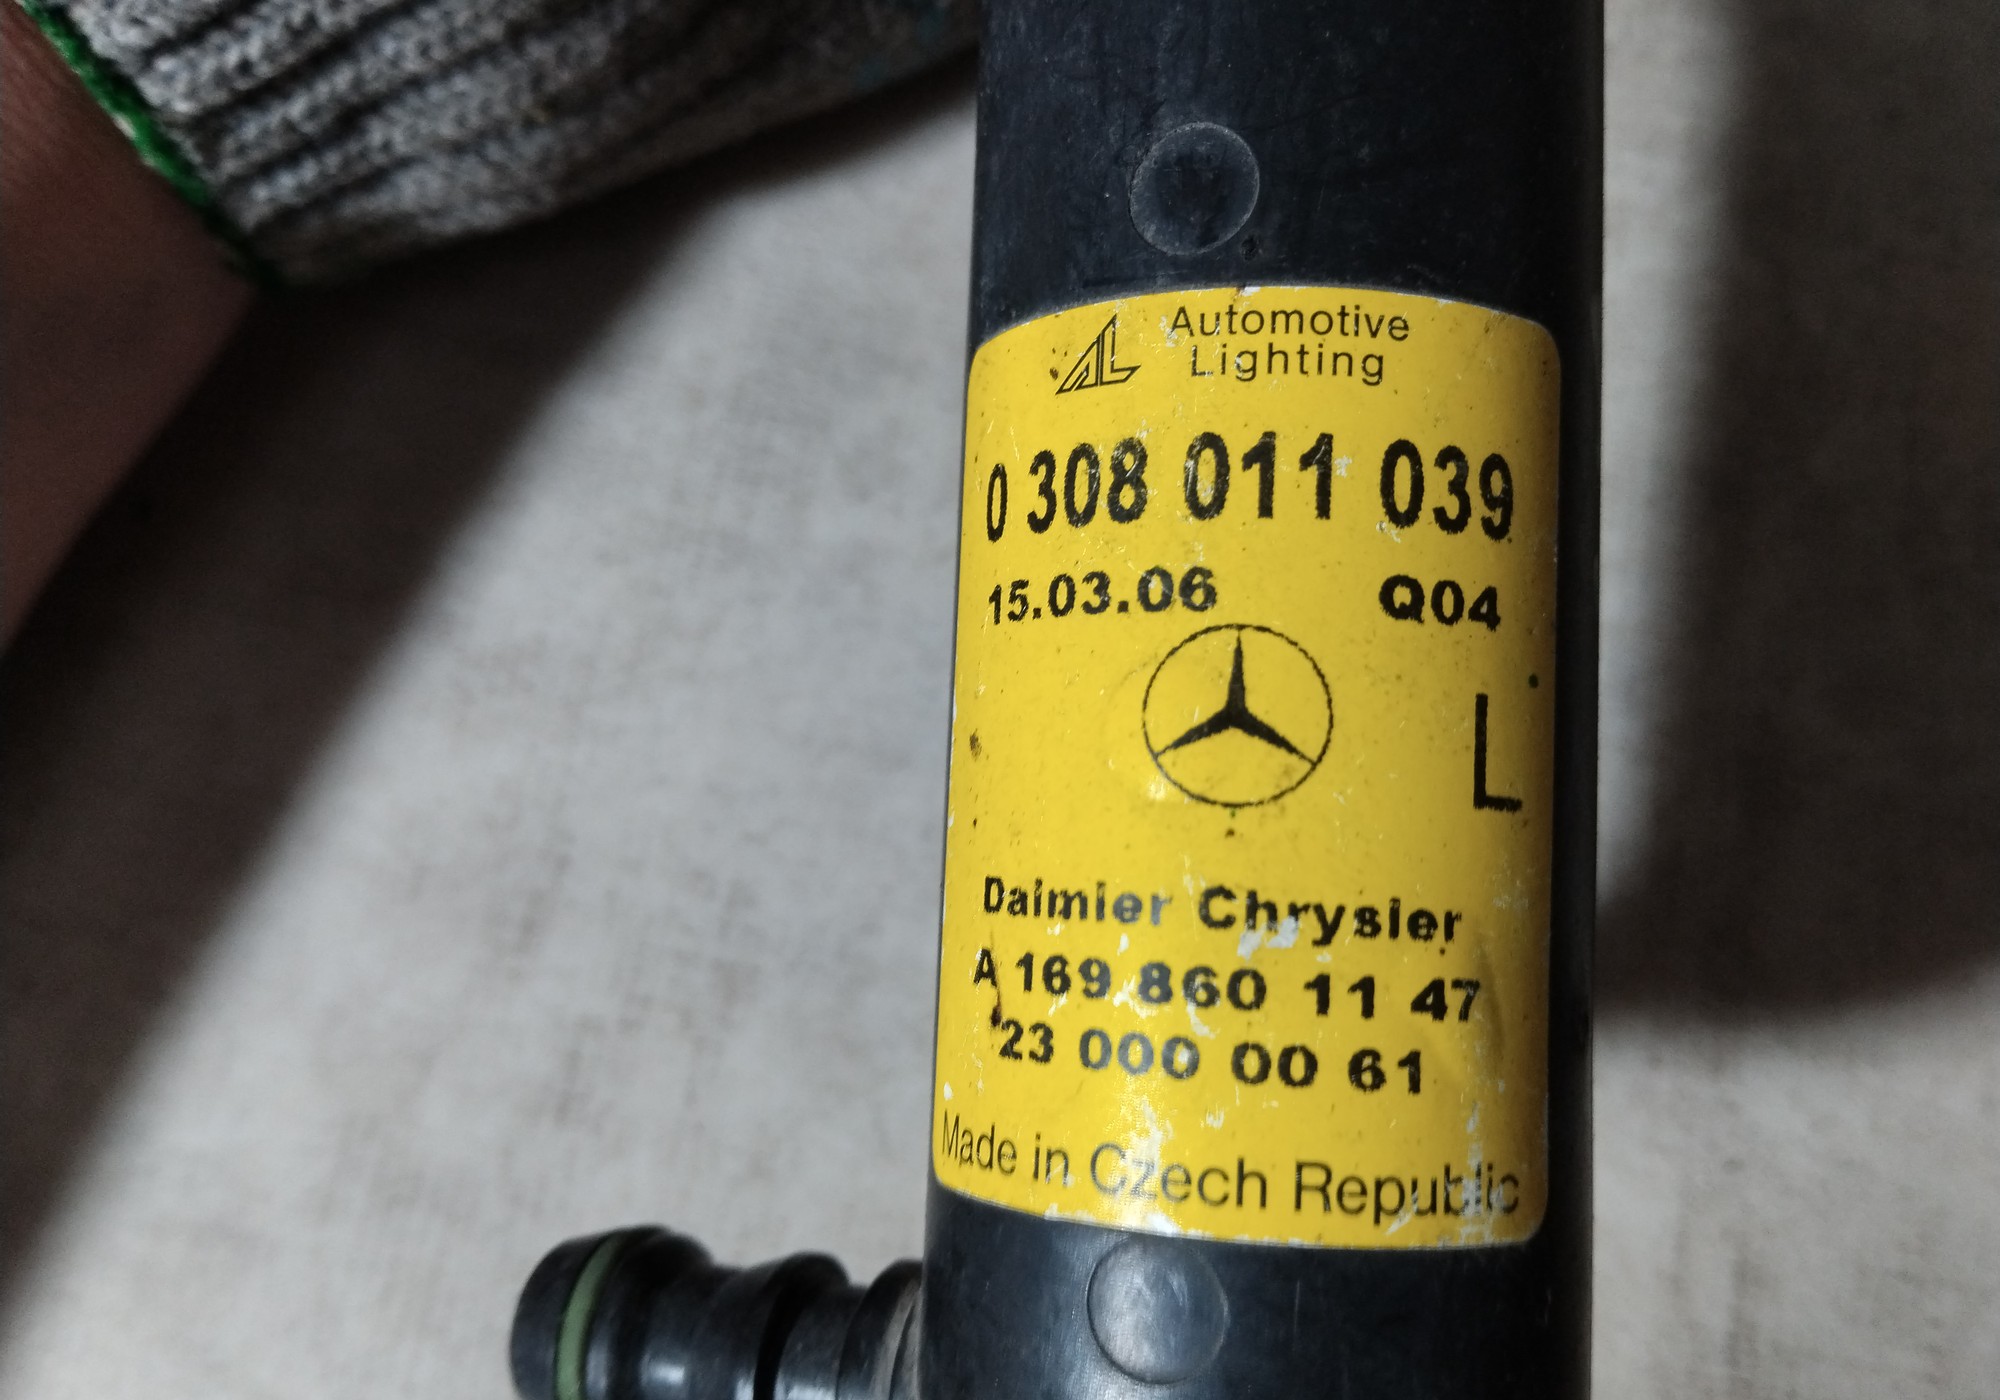 AL Automotive
Lighting
0 308 011 039
15.03.06 Q04
L
Daimler Chrysler
A 169 860 11 47
23 000 00 61
Made in Czech Republic